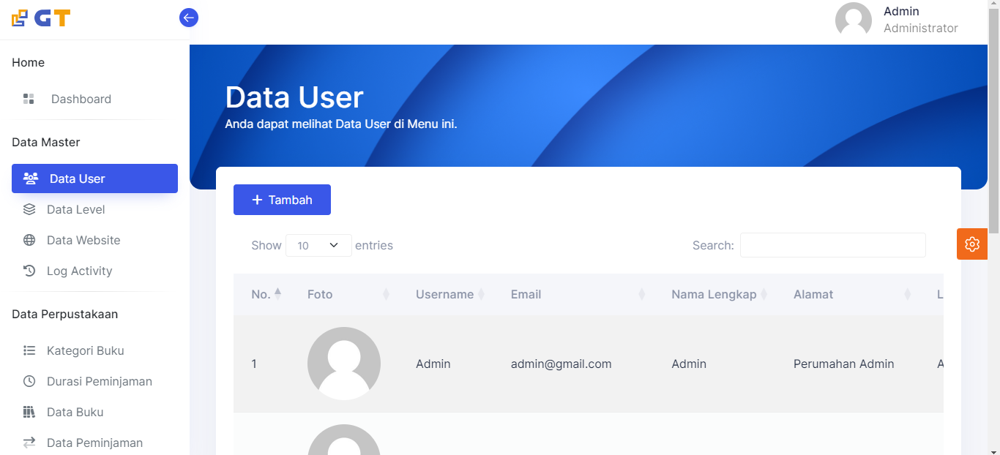 GT
Admin
Administrator
Home
Dashboard
Data Master
Data User
Data Level
Data Website
Log Activity
Data Perpustakaan
Kategori Buku
Durasi Peminjaman
Data Buku
Data Peminjaman
Data User
Anda dapat melihat Data User di Menu ini.
+ Tambah
Show 10 entries
Search:
No. Foto Username Email Nama Lengkap Alamat
1 Admin admin@gmail.com Admin Perumahan Admin